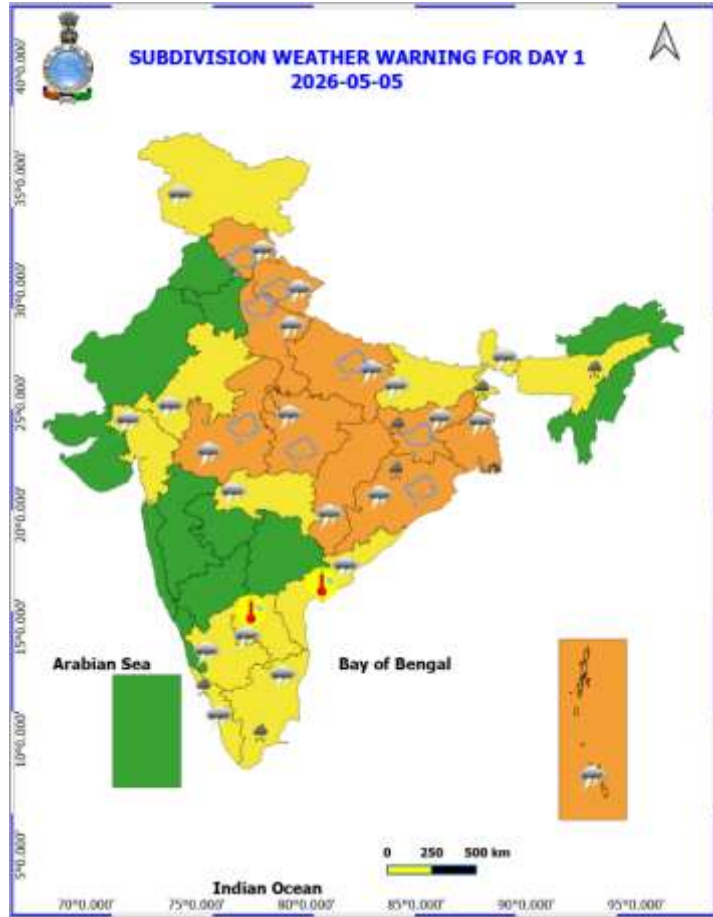 SUBDIVISION WEATHER WARNING FOR DAY 1
2026-05-05
40°0.000'
35°0.000'
30°0.000'
25°0.000'
20°0.000'
15°0.000'
10°0.000'
5°0.000'
Arabian Sea
Bay of Bengal
0 250 500 km
Indian Ocean
70°0.000' 75°0.000' 80°0.000' 85°0.000' 90°0.000' 95°0.000'